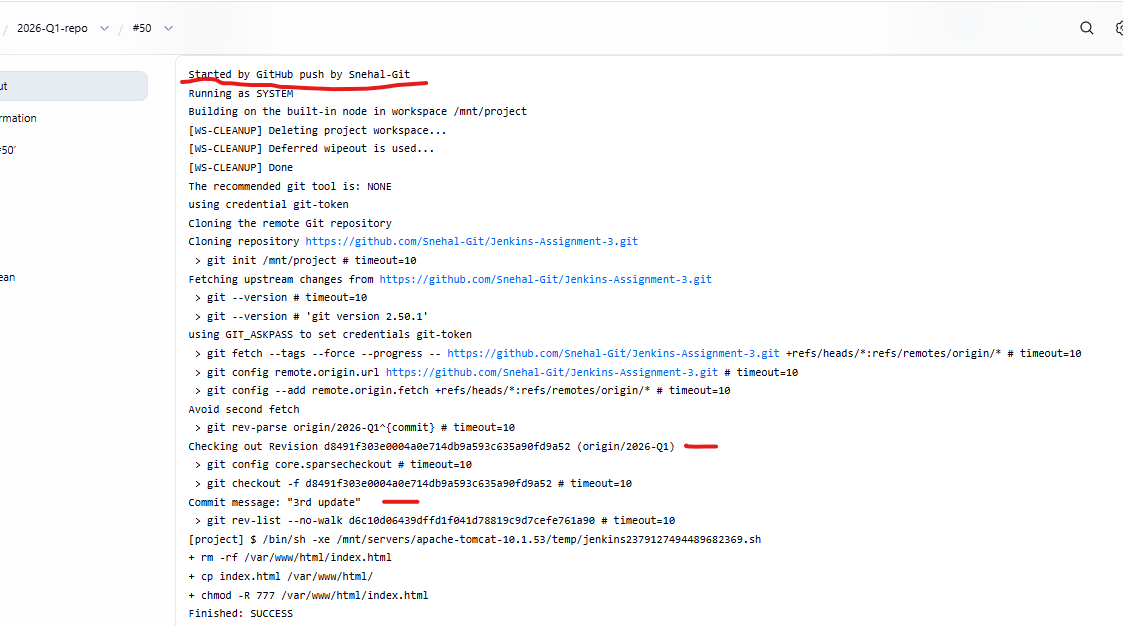 / 2026-Q1-repo / #50
ut
rmation
#50'
ean
Started by GitHub push by Snehal-Git
Running as SYSTEM
Building on the built-in node in workspace /mnt/project
[WS-CLEANUP] Deleting project workspace...
[WS-CLEANUP] Deferred wipeout is used...
[WS-CLEANUP] Done
The recommended git tool is: NONE
using credential git-token
Cloning the remote Git repository
Cloning repository https://github.com/Snehal-Git/Jenkins-Assignment-3.git
> git init /mnt/project # timeout=10
Fetching upstream changes from https://github.com/Snehal-Git/Jenkins-Assignment-3.git
> git --version # timeout=10
> git --version # 'git version 2.50.1'
using GIT_ASKPASS to set credentials git-token
> git fetch --tags --force --progress -- https://github.com/Snehal-Git/Jenkins-Assignment-3.git +refs/heads/*:refs/remotes/origin/* # timeout=10
> git config remote.origin.url https://github.com/Snehal-Git/Jenkins-Assignment-3.git # timeout=10
> git config --add remote.origin.fetch +refs/heads/*:refs/remotes/origin/* # timeout=10
Avoid second fetch
> git rev-parse origin/2026-Q1^{commit} # timeout=10
Checking out Revision d8491f303e0004a0e714db9a593c635a90fd9a52 (origin/2026-Q1)
> git config core.sparsecheckout # timeout=10
> git checkout -f d8491f303e0004a0e714db9a593c635a90fd9a52 # timeout=10
Commit message: "3rd update"
> git rev-list --no-walk d6c10d06439dffd1f041d78819c9d7cefe761a90 # timeout=10
[project] $ /bin/sh -xe /mnt/servers/apache-tomcat-10.1.53/temp/jenkins2379127494489682369.sh
+ rm -rf /var/www/html/index.html
+ cp index.html /var/www/html/
+ chmod -R 777 /var/www/html/index.html
Finished: SUCCESS